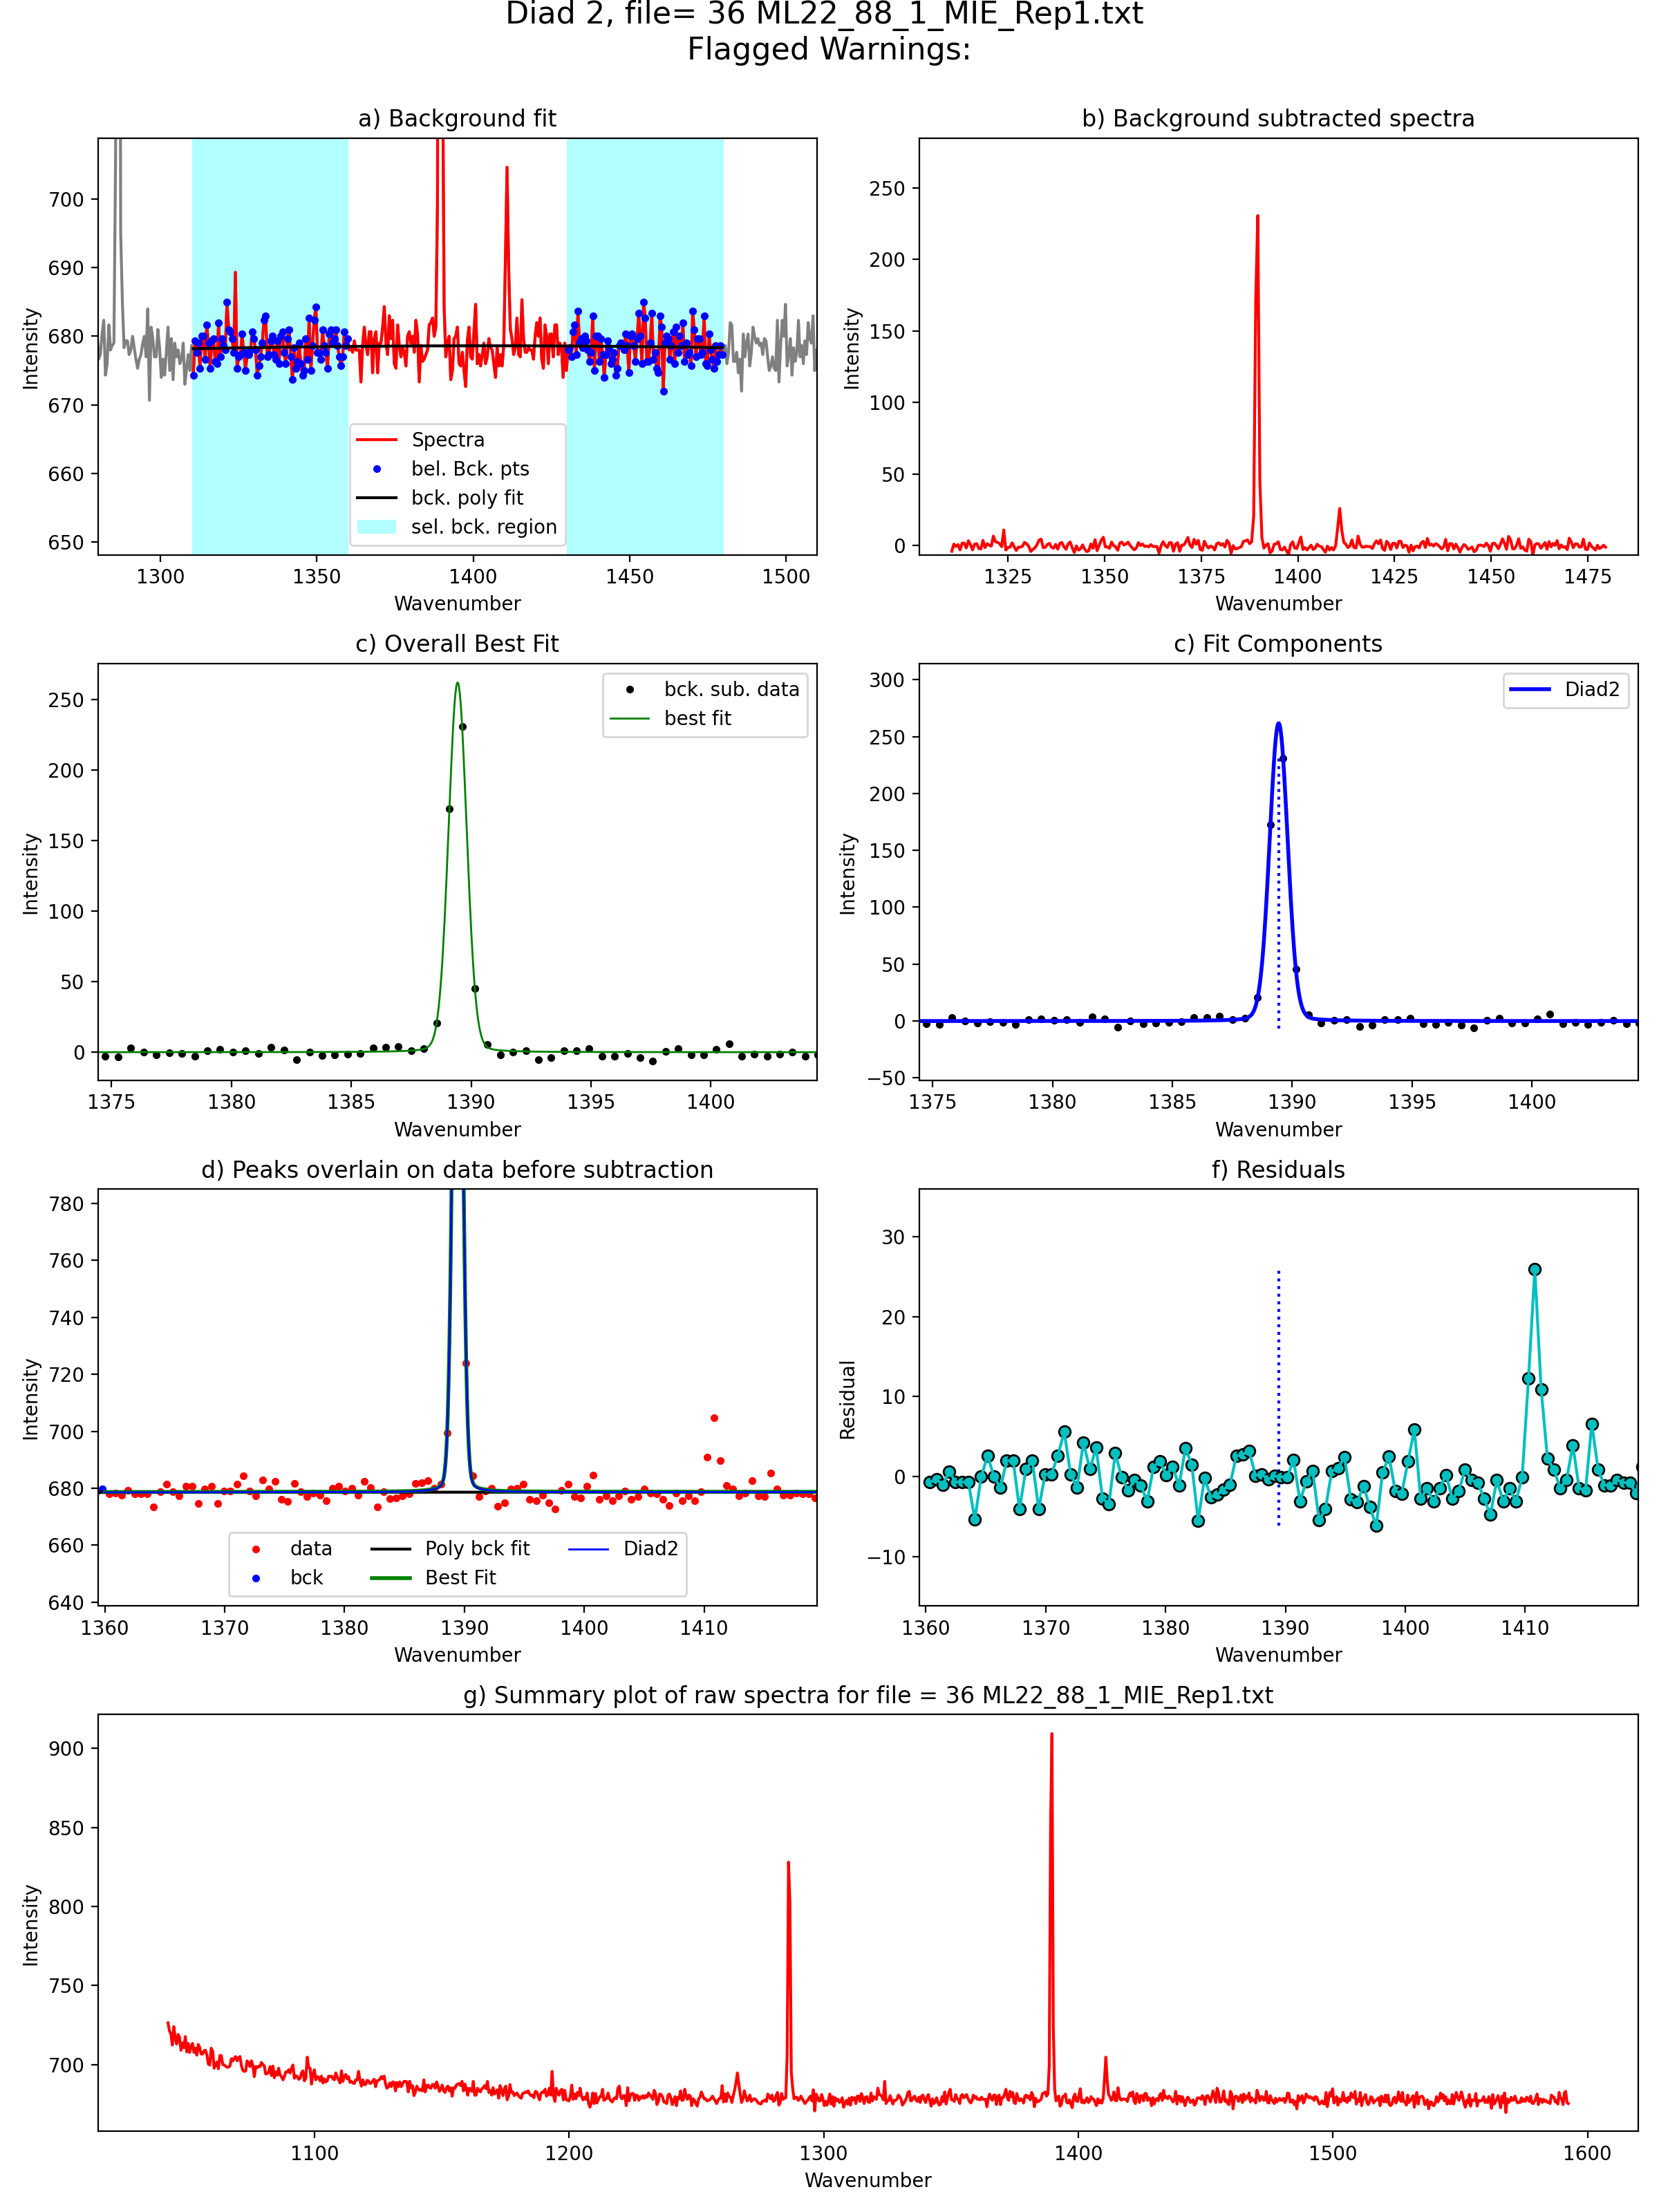 Diad 2, file= 36 ML22_88_1_MIE_Rep1.txt
Flagged Warnings:
a) Background fit
Intensity
700
690
680
670
660
650
Spectra
bel. Bck. pts
bck. poly fit
sel. bck. region
1300 1350 1400 1450 1500
Wavenumber
b) Background subtracted spectra
Intensity
250
200
150
100
50
0
1325 1350 1375 1400 1425 1450 1475
Wavenumber
c) Overall Best Fit
Intensity
250
200
150
100
50
0
bck. sub. data
best fit
1375 1380 1385 1390 1395 1400
Wavenumber
c) Fit Components
Intensity
300
250
200
150
100
50
0
−50
Diad2
1375 1380 1385 1390 1395 1400
Wavenumber
d) Peaks overlain on data before subtraction
Intensity
780
760
740
720
700
680
660
640
data
bck
Poly bck fit
Best Fit
Diad2
1360 1370 1380 1390 1400 1410
Wavenumber
f) Residuals
Residual
30
20
10
0
−10
1360 1370 1380 1390 1400 1410
Wavenumber
g) Summary plot of raw spectra for file = 36 ML22_88_1_MIE_Rep1.txt
Intensity
900
850
800
750
700
1100 1200 1300 1400 1500 1600
Wavenumber